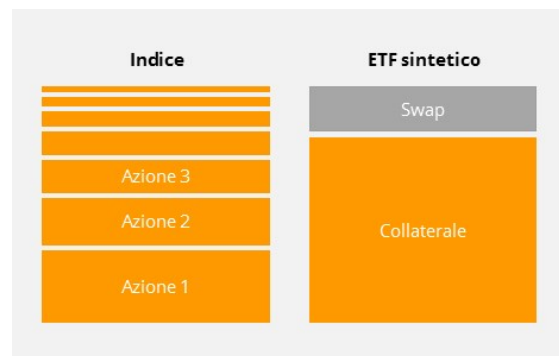 Indice
ETF sintetico
Swap
Azione 3
Azione 2
Collaterale
Azione 1